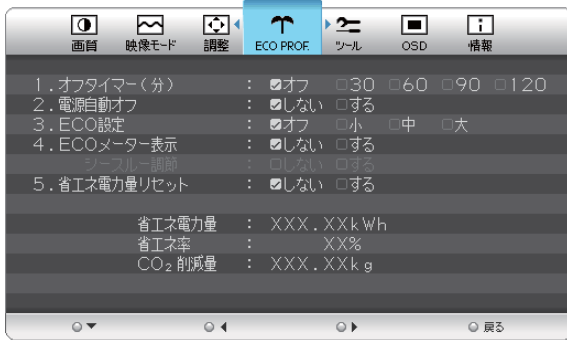 画質 映像モード 調整 ECO PROF. ツール OSD 情報
1.オフタイマー(分) : ☑オフ □30 □60 □90 □120
2.電源自動オフ : ☑しない □する
3.ECO設定 : ☑オフ □小 □中 □大
4.ECOメーター表示 : ☑しない □する
シースルー調節 : □しない □する
5.省エネ電力量リセット : ☑しない □する
省エネ電力量 : XXX.XXkWh
省エネ率 : XX%
CO₂削減量 : XXX.XXkg
戻る